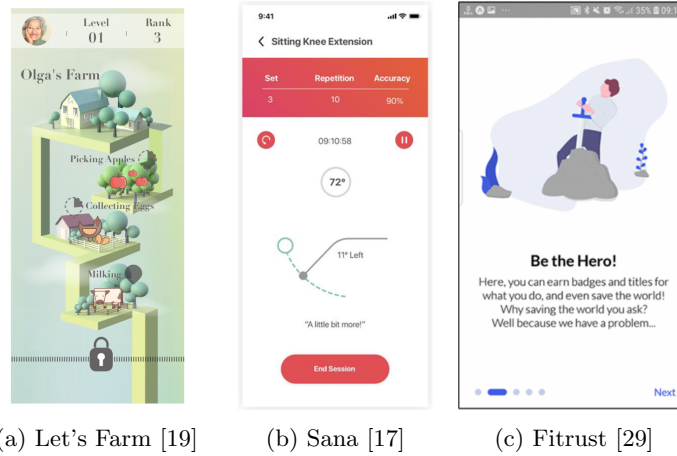 Level
01
Rank
3
Olga's Farm
Picking Apples
Collecting Eggs
Milking
(a) Let's Farm [19]
9:41
Sitting Knee Extension
Set Repetition Accuracy
3 10 90%
09:10:58
72°
11° Left
"A little bit more!"
End Session
(b) Sana [17]
35% 09:1
Be the Hero!
Here, you can earn badges and titles for
what you do, and even save the world!
Why saving the world you ask?
Well because we have a problem...
Next
(c) Fitrust [29]